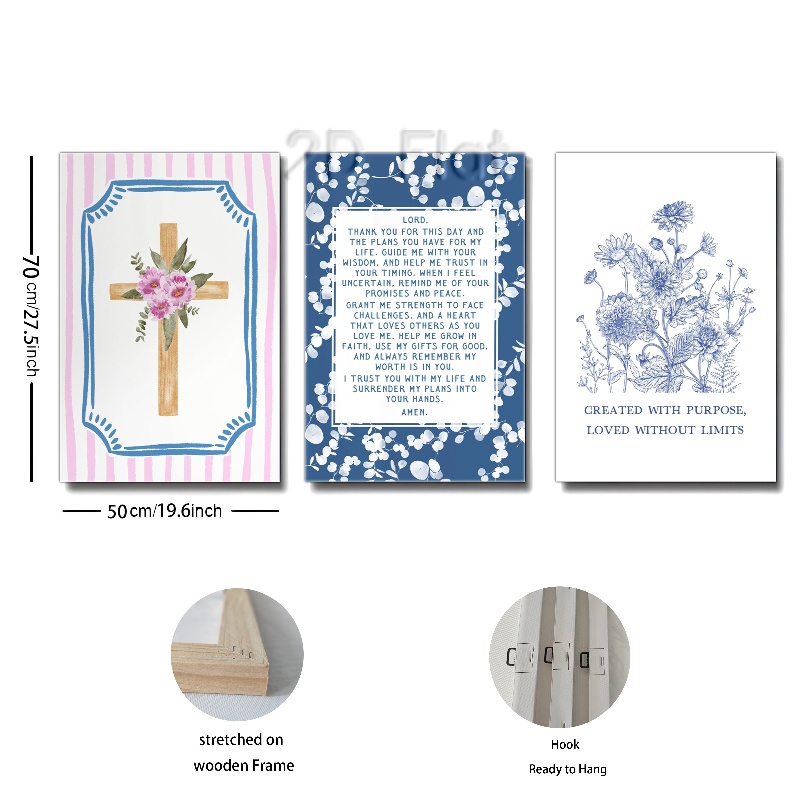 2D Flat
70cm/27.5inch
50cm/19.6inch
LORD,
THANK YOU FOR THIS DAY AND
THE PLANS YOU HAVE FOR MY
LIFE. GUIDE ME WITH YOUR
WISDOM, AND HELP ME TRUST IN
YOUR TIMING. WHEN I FEEL
UNCERTAIN, REMIND ME OF YOUR
PROMISES AND PEACE.
GRANT ME STRENGTH TO FACE
CHALLENGES, AND A HEART
THAT LOVES OTHERS AS YOU
LOVE ME. HELP ME GROW IN
FAITH, USE MY GIFTS FOR GOOD,
AND ALWAYS REMEMBER MY
WORTH IS IN YOU.
I TRUST YOU WITH MY LIFE AND
SURRENDER MY PLANS INTO
YOUR HANDS.
AMEN.
CREATED WITH PURPOSE,
LOVED WITHOUT LIMITS
stretched on
wooden Frame
Hook
Ready to Hang